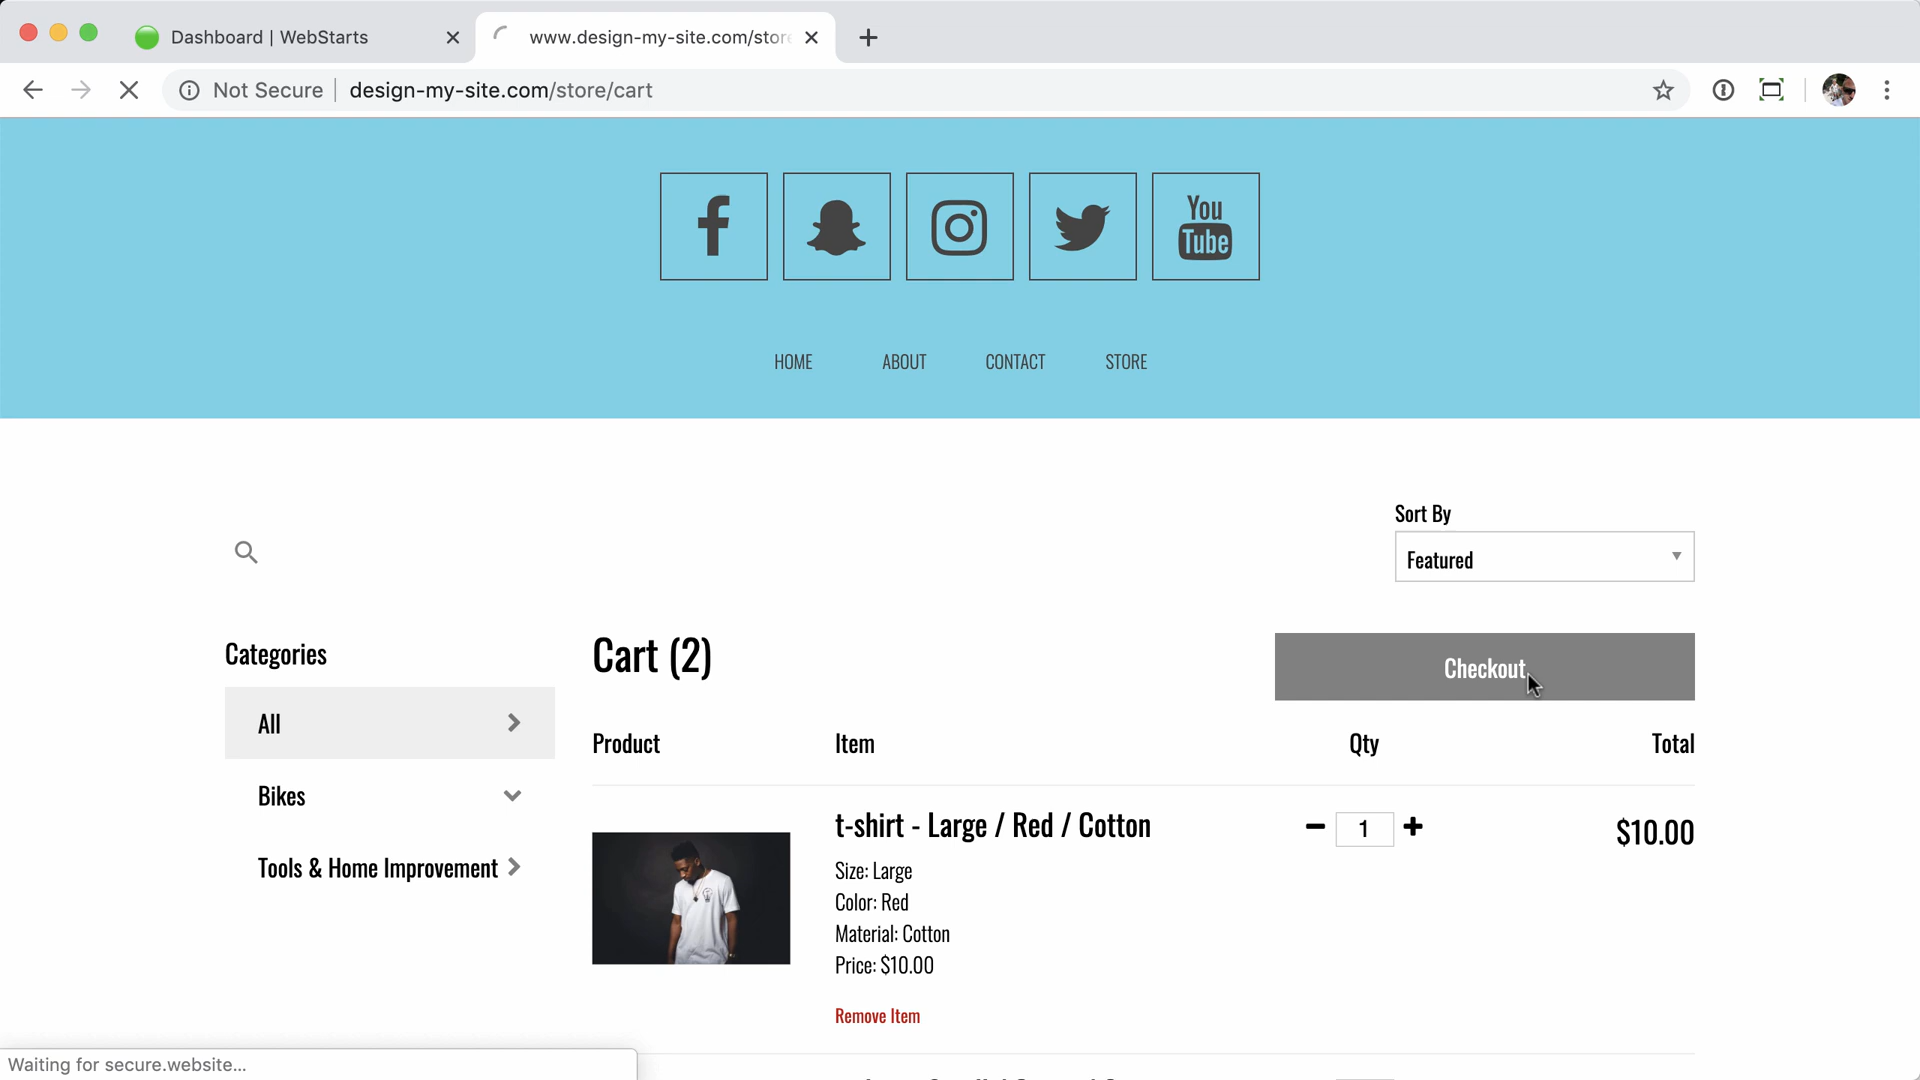 Dashboard | WebStarts
www.design-my-site.com/store
Not Secure
design-my-site.com/store/cart
You
Tube
HOME
ABOUT
CONTACT
STORE
Sort By
Featured
Categories
Cart (2)
Checkout
All
Product
Item
Qty
Total
Bikes
t-shirt - Large / Red / Cotton
1
$10.00
Tools & Home Improvement
Size: Large
Color: Red
Material: Cotton
Price: $10.00
Remove Item
Waiting for secure.website...